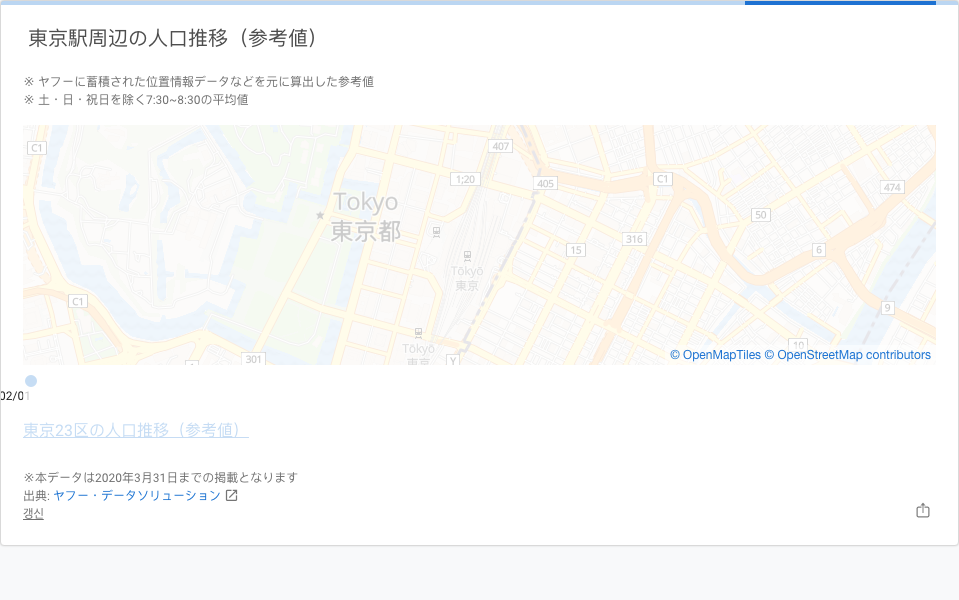 東京駅周辺の人口推移（参考値）
※ ヤフーに蓄積された位置情報データなどを元に算出した参考値
※ 土・日・祝日を除く7:30~8:30の平均値
C1
407
1;20
405
C1
474
Tokyo
東京都
50
316
15
6
Tōkyō
東京
C1
9
301
Tōkyō
東京
Y
10
© OpenMapTiles © OpenStreetMap contributors
02/01
東京23区の人口推移（参考値）
※本データは2020年3月31日までの掲載となります
出典: ヤフー・データソリューション
갱신